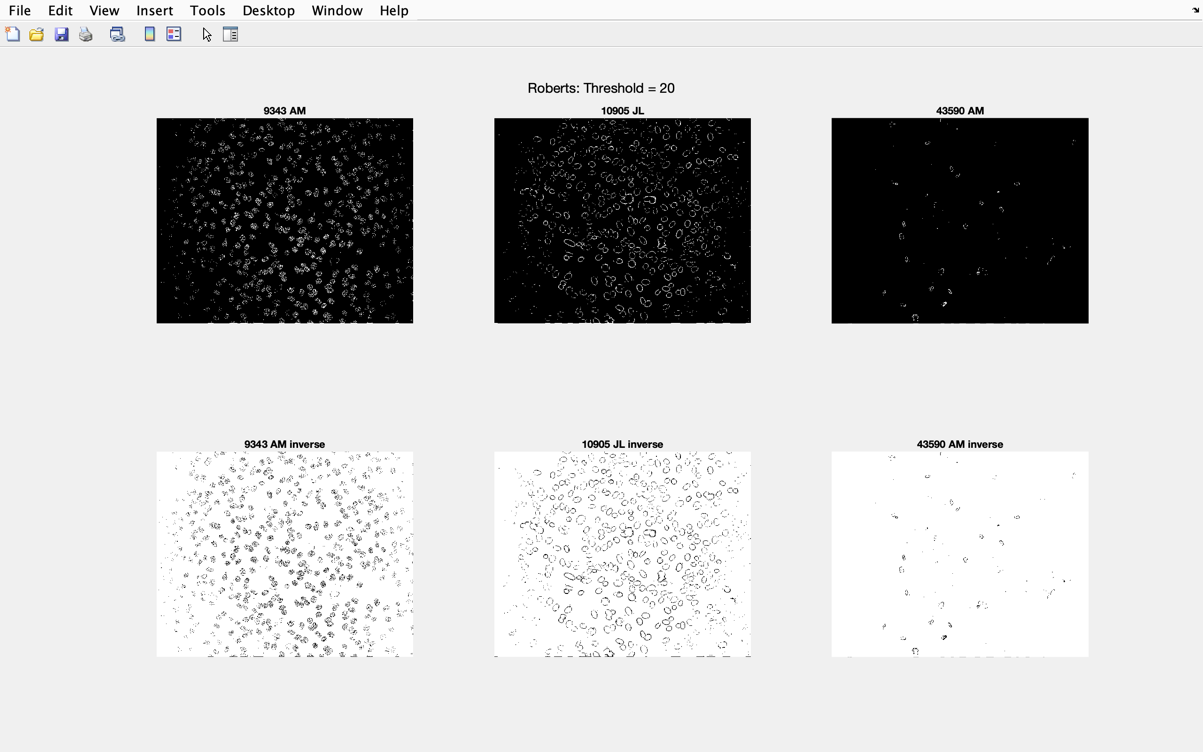 File Edit View Insert Tools Desktop Window Help
Roberts: Threshold = 20
9343 AM 10905 JL 43590 AM
9343 AM inverse 10905 JL inverse 43590 AM inverse